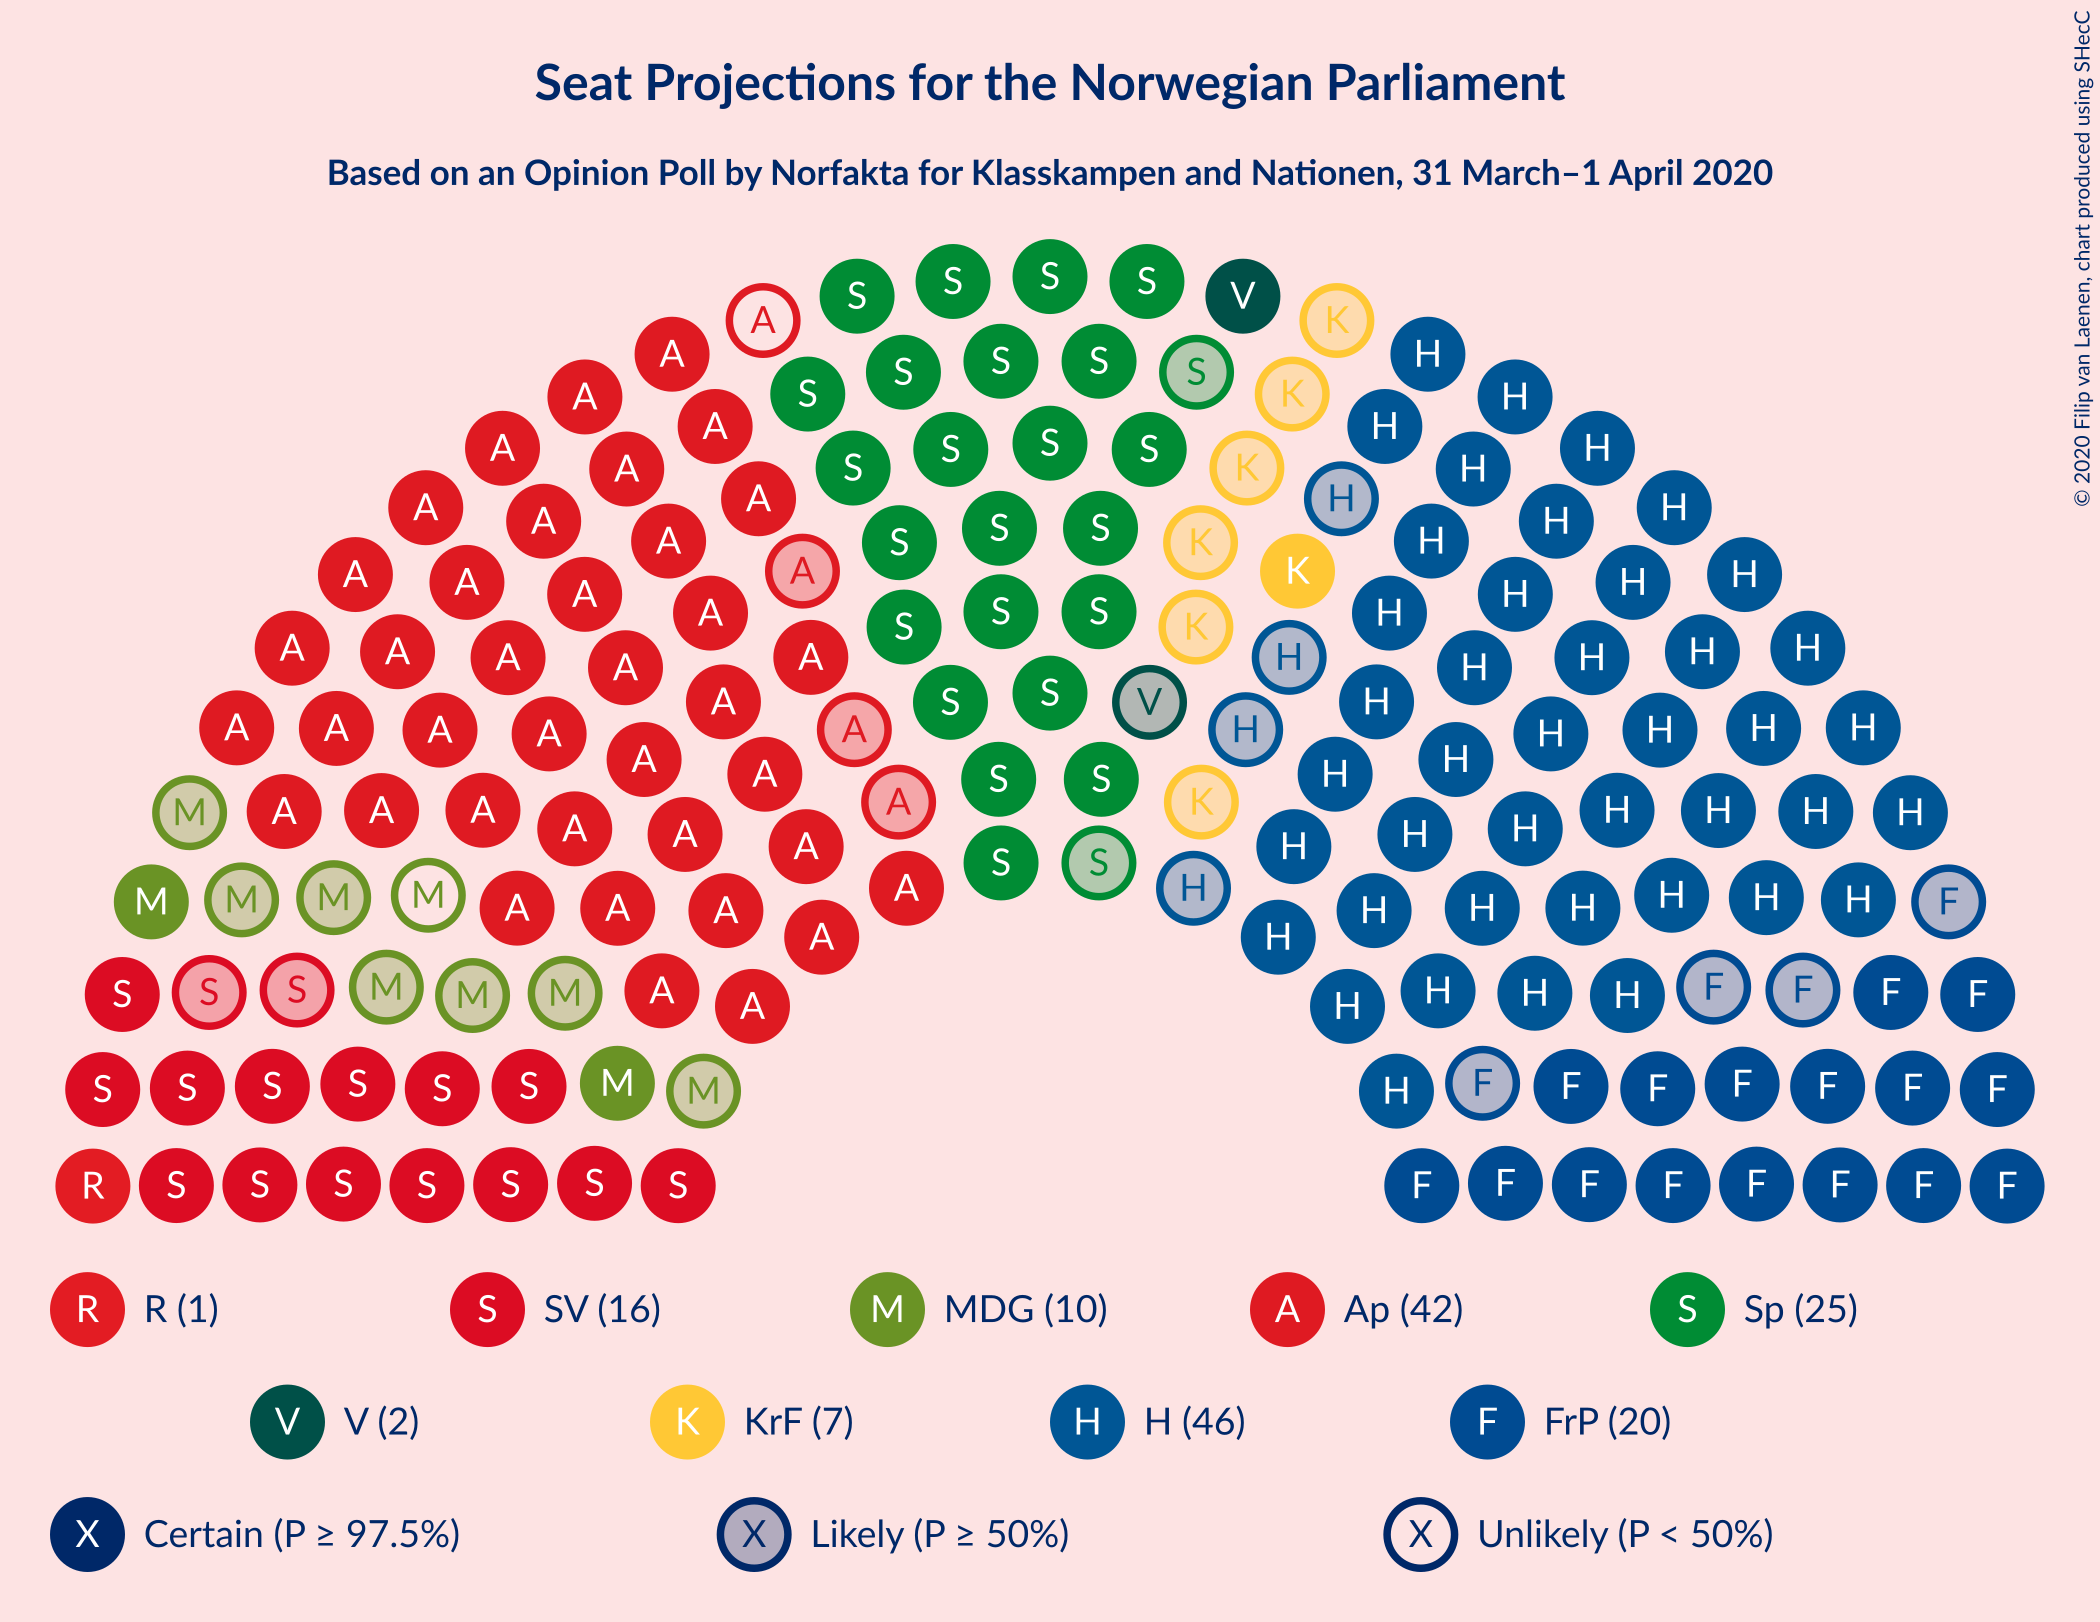 Seat Projections for the Norwegian Parliament
Based on an Opinion Poll by Norfakta for Klasskampen and Nationen, 31 March–1 April 2020
© 2020 Filip van Laenen, chart produced using SHecC
S S S S V K
A S S S S S K H
A A S S S S K H H
A A A S S S K K H H H
A A A A S S S K H H H H
A A A A A S S V H H H H H
A A A A A A S S K H H H H H H
A A A A A A A S S H H H H H H H
M A A A A A A A H H H H H H H H
M M M M A A A A H H H H H H H F
S S S M M M A A H H H H F F F F
S S S S S S M M H F F F F F F F
R S S S S S S S F F F F F F F F
R R (1) S SV (16) M MDG (10) A Ap (42) S Sp (25)
V V (2) K KrF (7) H H (46) F FrP (20)
X Certain (P ≥ 97.5%) X Likely (P ≥ 50%) X Unlikely (P < 50%)